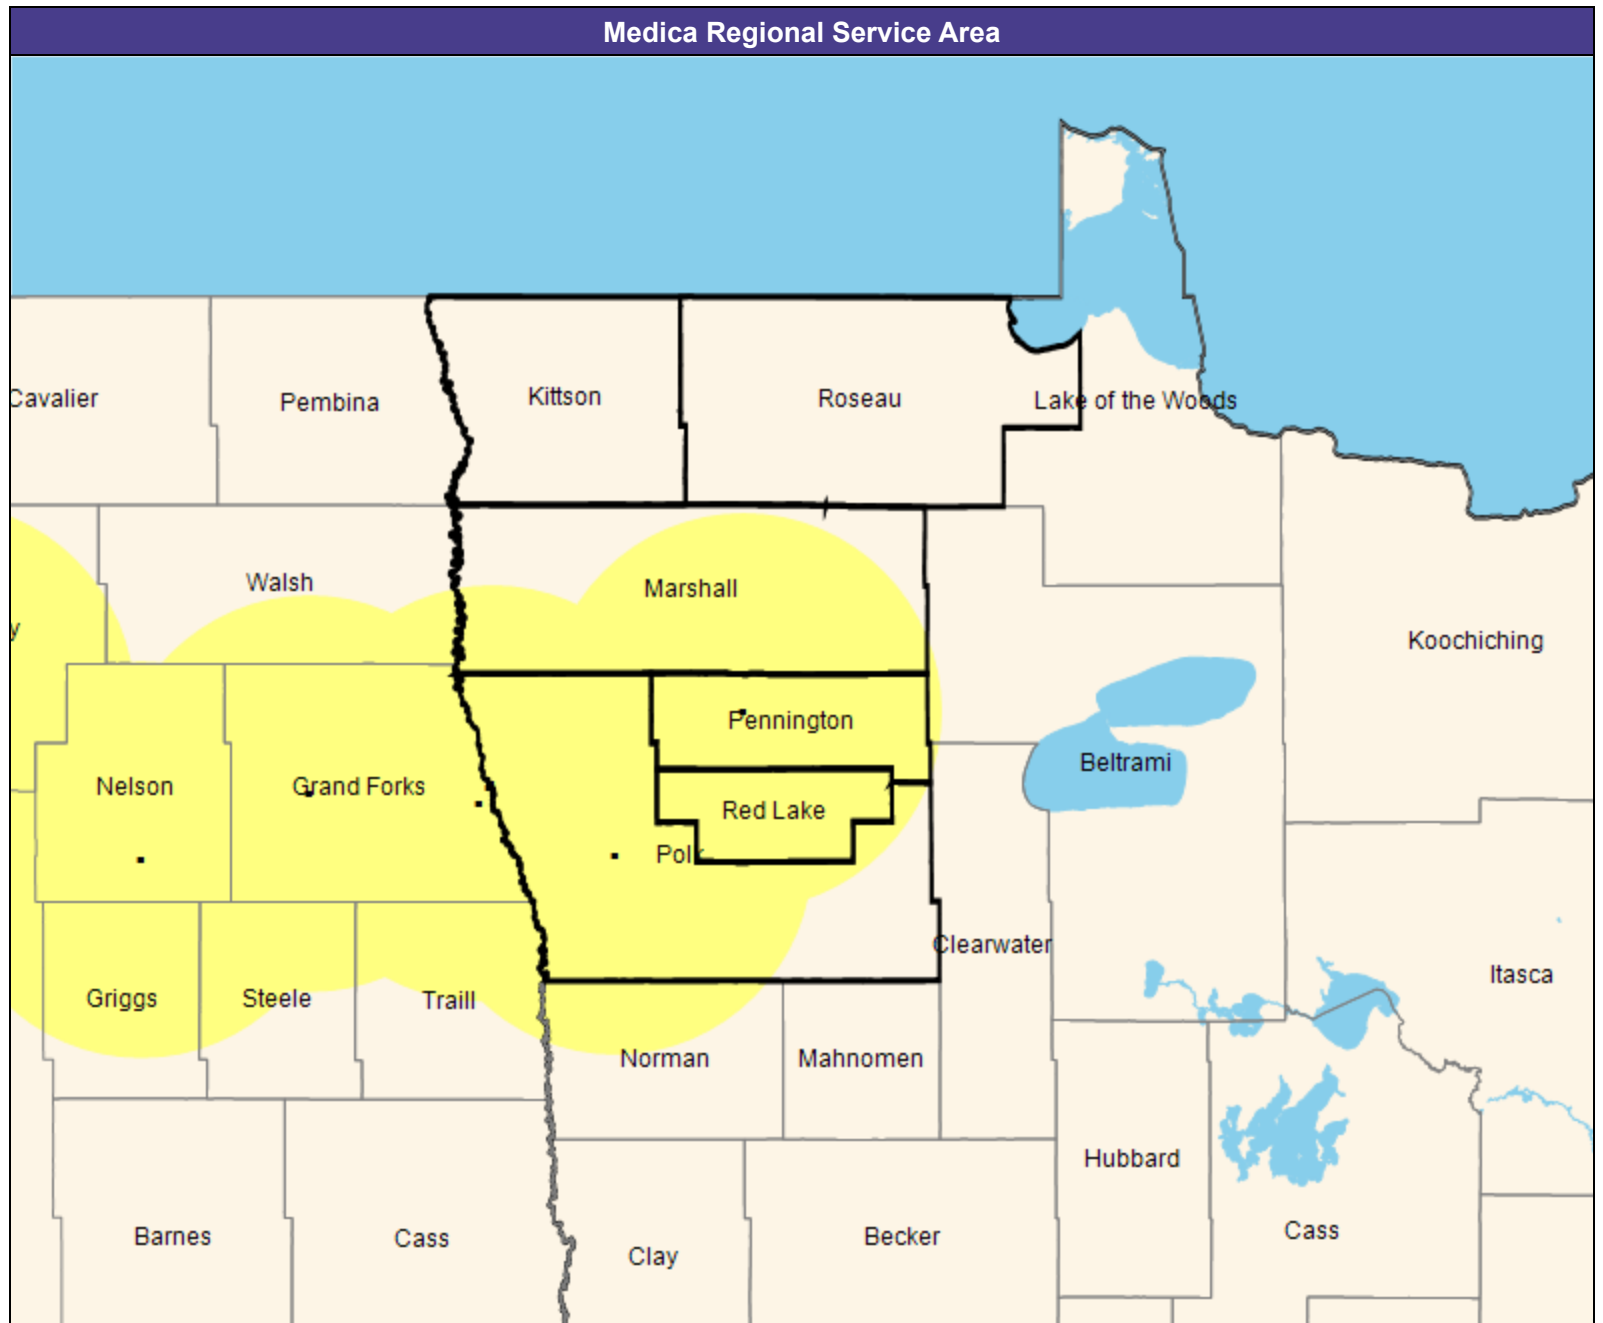 Medica Regional Service Area
Cavalier
Pembina
Kittson
Roseau
Lake of the Woods
Walsh
Marshall
y
Koochiching
Pennington
Beltrami
Nelson
Grand Forks
Red Lake
Polk
Clearwater
Itasca
Griggs
Steele
Traill
Norman
Mahnomen
Hubbard
Barnes
Cass
Clay
Becker
Cass